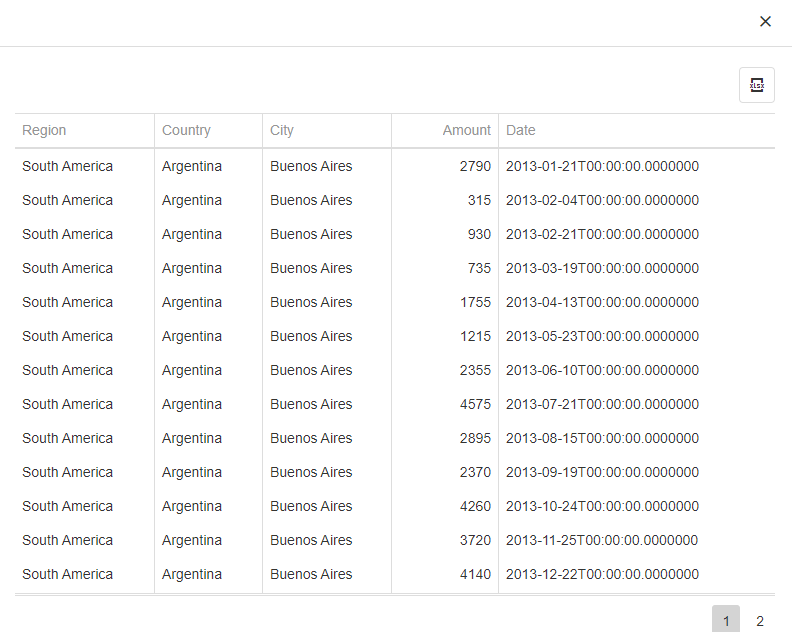 ×
xlsx
Region Country City Amount Date
South America Argentina Buenos Aires 2790 2013-01-21T00:00:00.0000000
South America Argentina Buenos Aires 315 2013-02-04T00:00:00.0000000
South America Argentina Buenos Aires 930 2013-02-21T00:00:00.0000000
South America Argentina Buenos Aires 735 2013-03-19T00:00:00.0000000
South America Argentina Buenos Aires 1755 2013-04-13T00:00:00.0000000
South America Argentina Buenos Aires 1215 2013-05-23T00:00:00.0000000
South America Argentina Buenos Aires 2355 2013-06-10T00:00:00.0000000
South America Argentina Buenos Aires 4575 2013-07-21T00:00:00.0000000
South America Argentina Buenos Aires 2895 2013-08-15T00:00:00.0000000
South America Argentina Buenos Aires 2370 2013-09-19T00:00:00.0000000
South America Argentina Buenos Aires 4260 2013-10-24T00:00:00.0000000
South America Argentina Buenos Aires 3720 2013-11-25T00:00:00.0000000
South America Argentina Buenos Aires 4140 2013-12-22T00:00:00.0000000
1 2